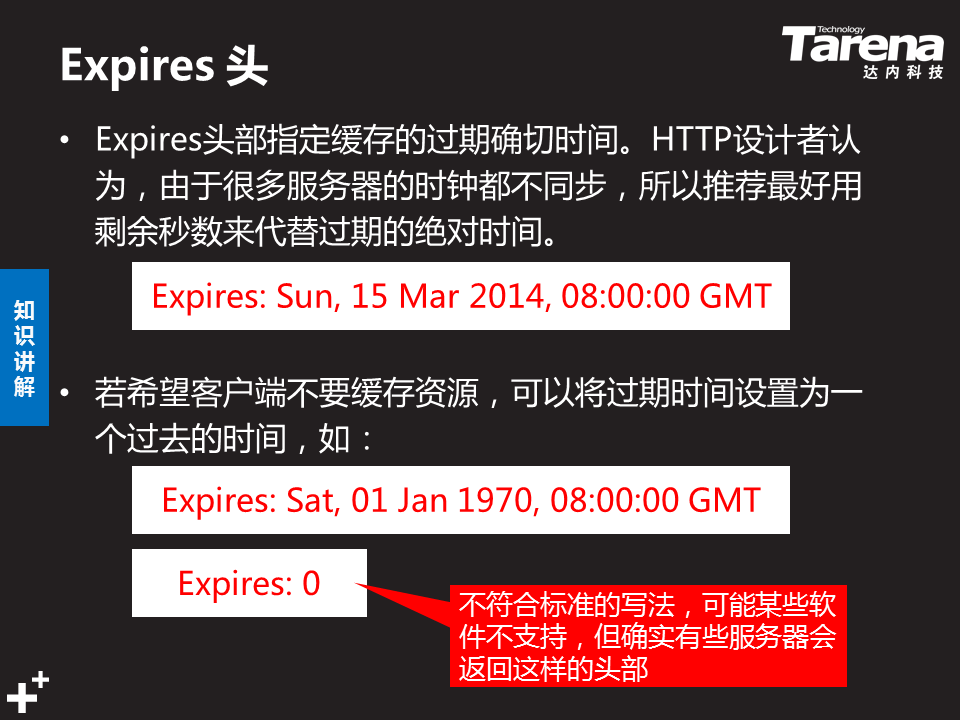 Expires 头
Technology
Tarena
达内科技
• Expires头部指定缓存的过期确切时间。HTTP设计者认
为，由于很多服务器的时钟都不同步，所以推荐最好用
剩余秒数来代替过期的绝对时间。
Expires: Sun, 15 Mar 2014, 08:00:00 GMT
知识讲解
• 若希望客户端不要缓存资源，可以将过期时间设置为一
个过去的时间，如：
Expires: Sat, 01 Jan 1970, 08:00:00 GMT
Expires: 0
不符合标准的写法，可能某些软
件不支持，但确实有些服务器会
返回这样的头部